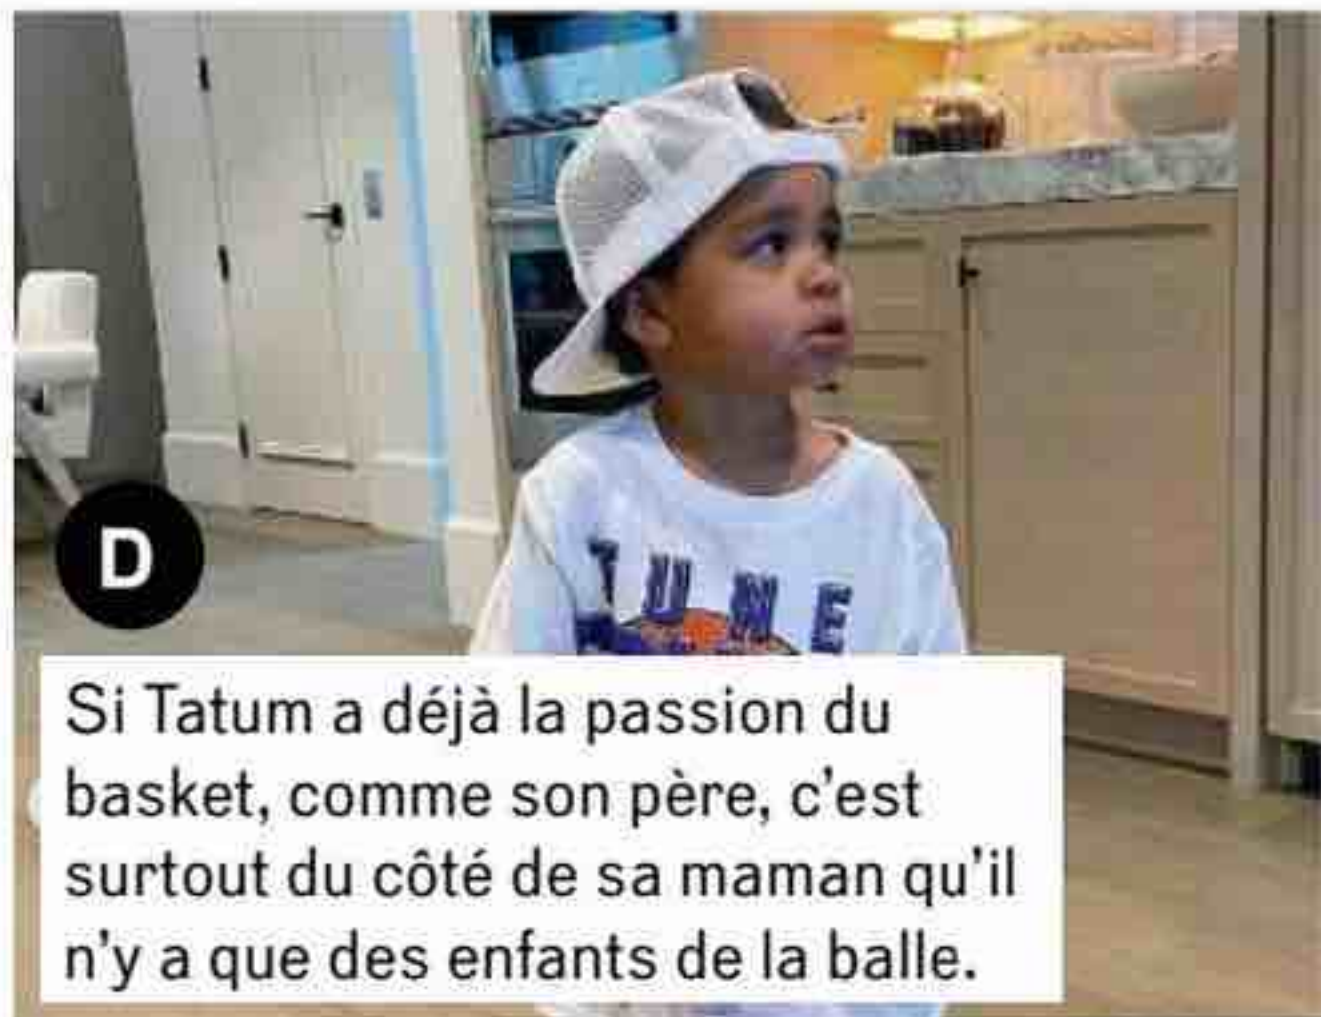 TUNE
D
Si Tatum a déjà la passion du
basket, comme son père, c'est
surtout du côté de sa maman qu'il
n'y a que des enfants de la balle.